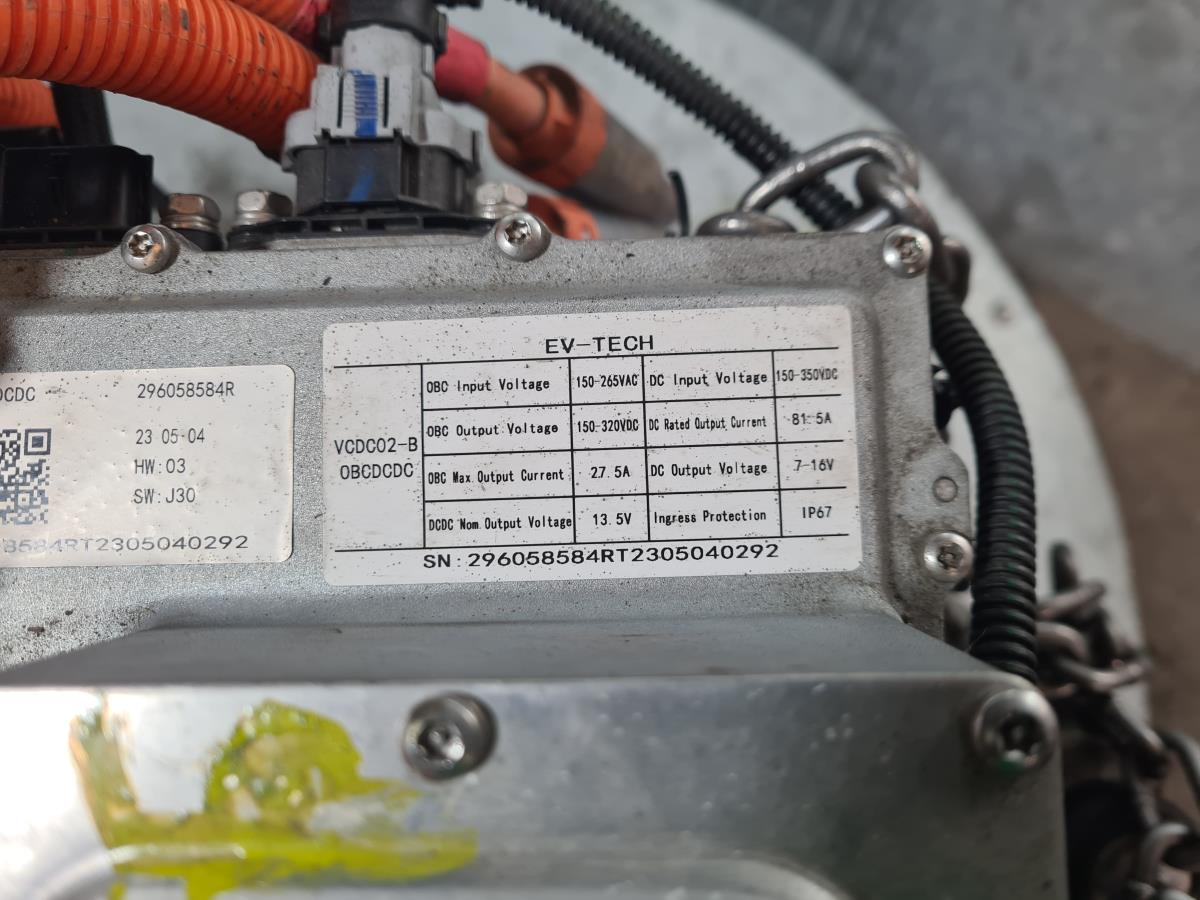 DCDC 296058584R
23 05-04
HW:03
SW:J30
8584RT2305040292
EV-TECH
VCDC02-B
OBCDCDC
OBC Input Voltage 150-265VAC DC Input Voltage 150-350VDC
OBC Output Voltage 150-320VDC DC Rated Output Current 81.5A
OBC Max.Output Current 27.5A DC Output Voltage 7-16V
DCDC Nom.Output Voltage 13.5V Ingress Protection IP67
SN:296058584RT2305040292